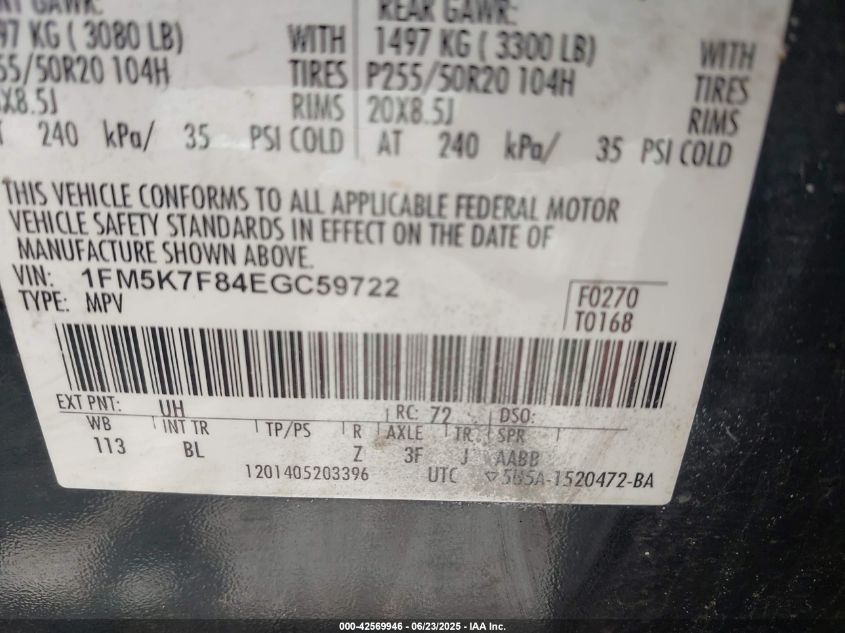 REAR GAWR:
97 KG ( 3080 LB) WITH 1497 KG ( 3300 LB) WITH
55/50R20 104H TIRES P255/50R20 104H TIRES
X8.5J RIMS 20X8.5J RIMS
AT 240 kPa/ 35 PSI COLD AT 240 kPa/ 35 PSI COLD
THIS VEHICLE CONFORMS TO ALL APPLICABLE FEDERAL MOTOR
VEHICLE SAFETY STANDARDS IN EFFECT ON THE DATE OF
MANUFACTURE SHOWN ABOVE.
VIN: 1FM5K7F84EGC59722
TYPE: MPV
F0270
T0168
EXT PNT: UH RC: 72 DSO:
WB INT TR TP/PS R AXLE TR SPR
113 BL Z 3F J AABB
1201405203396 UTC ▽5U5A-1520472-BA
000-42569946 - 06/23/2025 - IAA Inc.